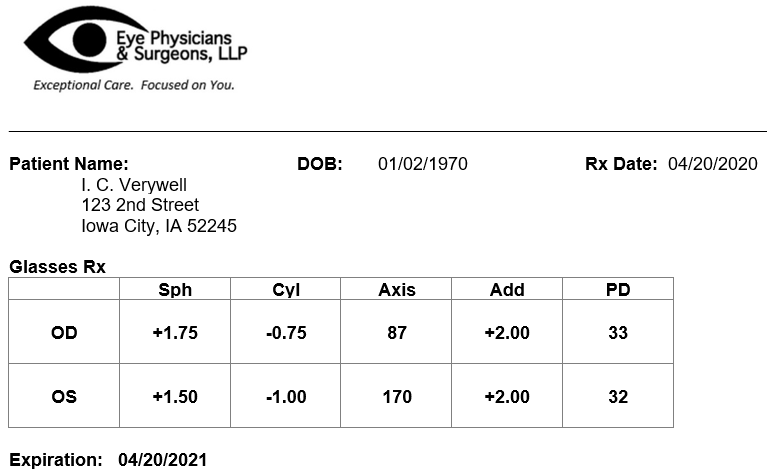 Eye Physicians
& Surgeons, LLP
Exceptional Care. Focused on You.
Patient Name: DOB: 01/02/1970 Rx Date: 04/20/2020
I. C. Verywell
123 2nd Street
Iowa City, IA 52245
Glasses Rx
Sph Cyl Axis Add PD
OD +1.75 -0.75 87 +2.00 33
OS +1.50 -1.00 170 +2.00 32
Expiration: 04/20/2021